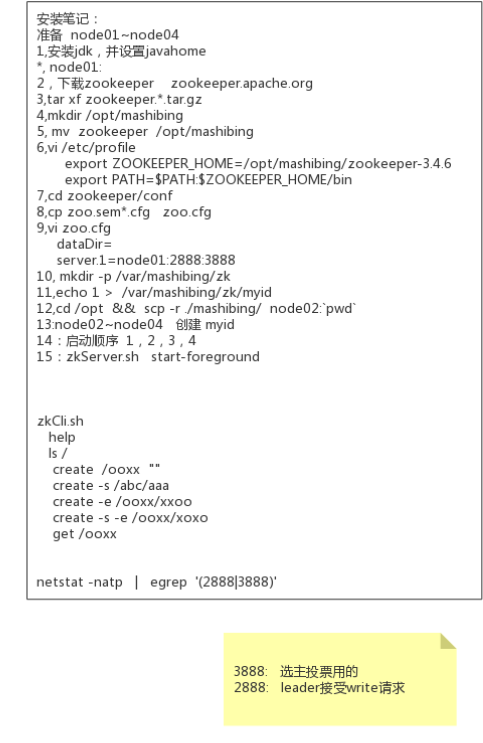 安装笔记：
准备  node01~node04
1,安装jdk，并设置javahome
*, node01:
2，下载zookeeper    zookeeper.apache.org
3,tar xf zookeeper.*.tar.gz
4,mkdir /opt/mashibing
5, mv  zookeeper  /opt/mashibing
6,vi /etc/profile
export ZOOKEEPER_HOME=/opt/mashibing/zookeeper-3.4.6
export PATH=$PATH:$ZOOKEEPER_HOME/bin
7,cd zookeeper/conf
8,cp zoo.sem*.cfg   zoo.cfg
9,vi zoo.cfg
dataDir=
server.1=node01:2888:3888
10, mkdir -p /var/mashibing/zk
11,echo 1 >  /var/mashibing/zk/myid
12,cd /opt  &&  scp -r ./mashibing/  node02:`pwd`
13:node02~node04   创建 myid
14：启动顺序  1，2，3，4
15：zkServer.sh   start-foreground
zkCli.sh
help
ls /
create  /ooxx  ""
create -s /abc/aaa
create -e /ooxx/xxoo
create -s -e /ooxx/xoxo
get /ooxx
netstat -natp   |   egrep  '(2888|3888)'
3888:   选主投票用的
2888:   leader接受write请求